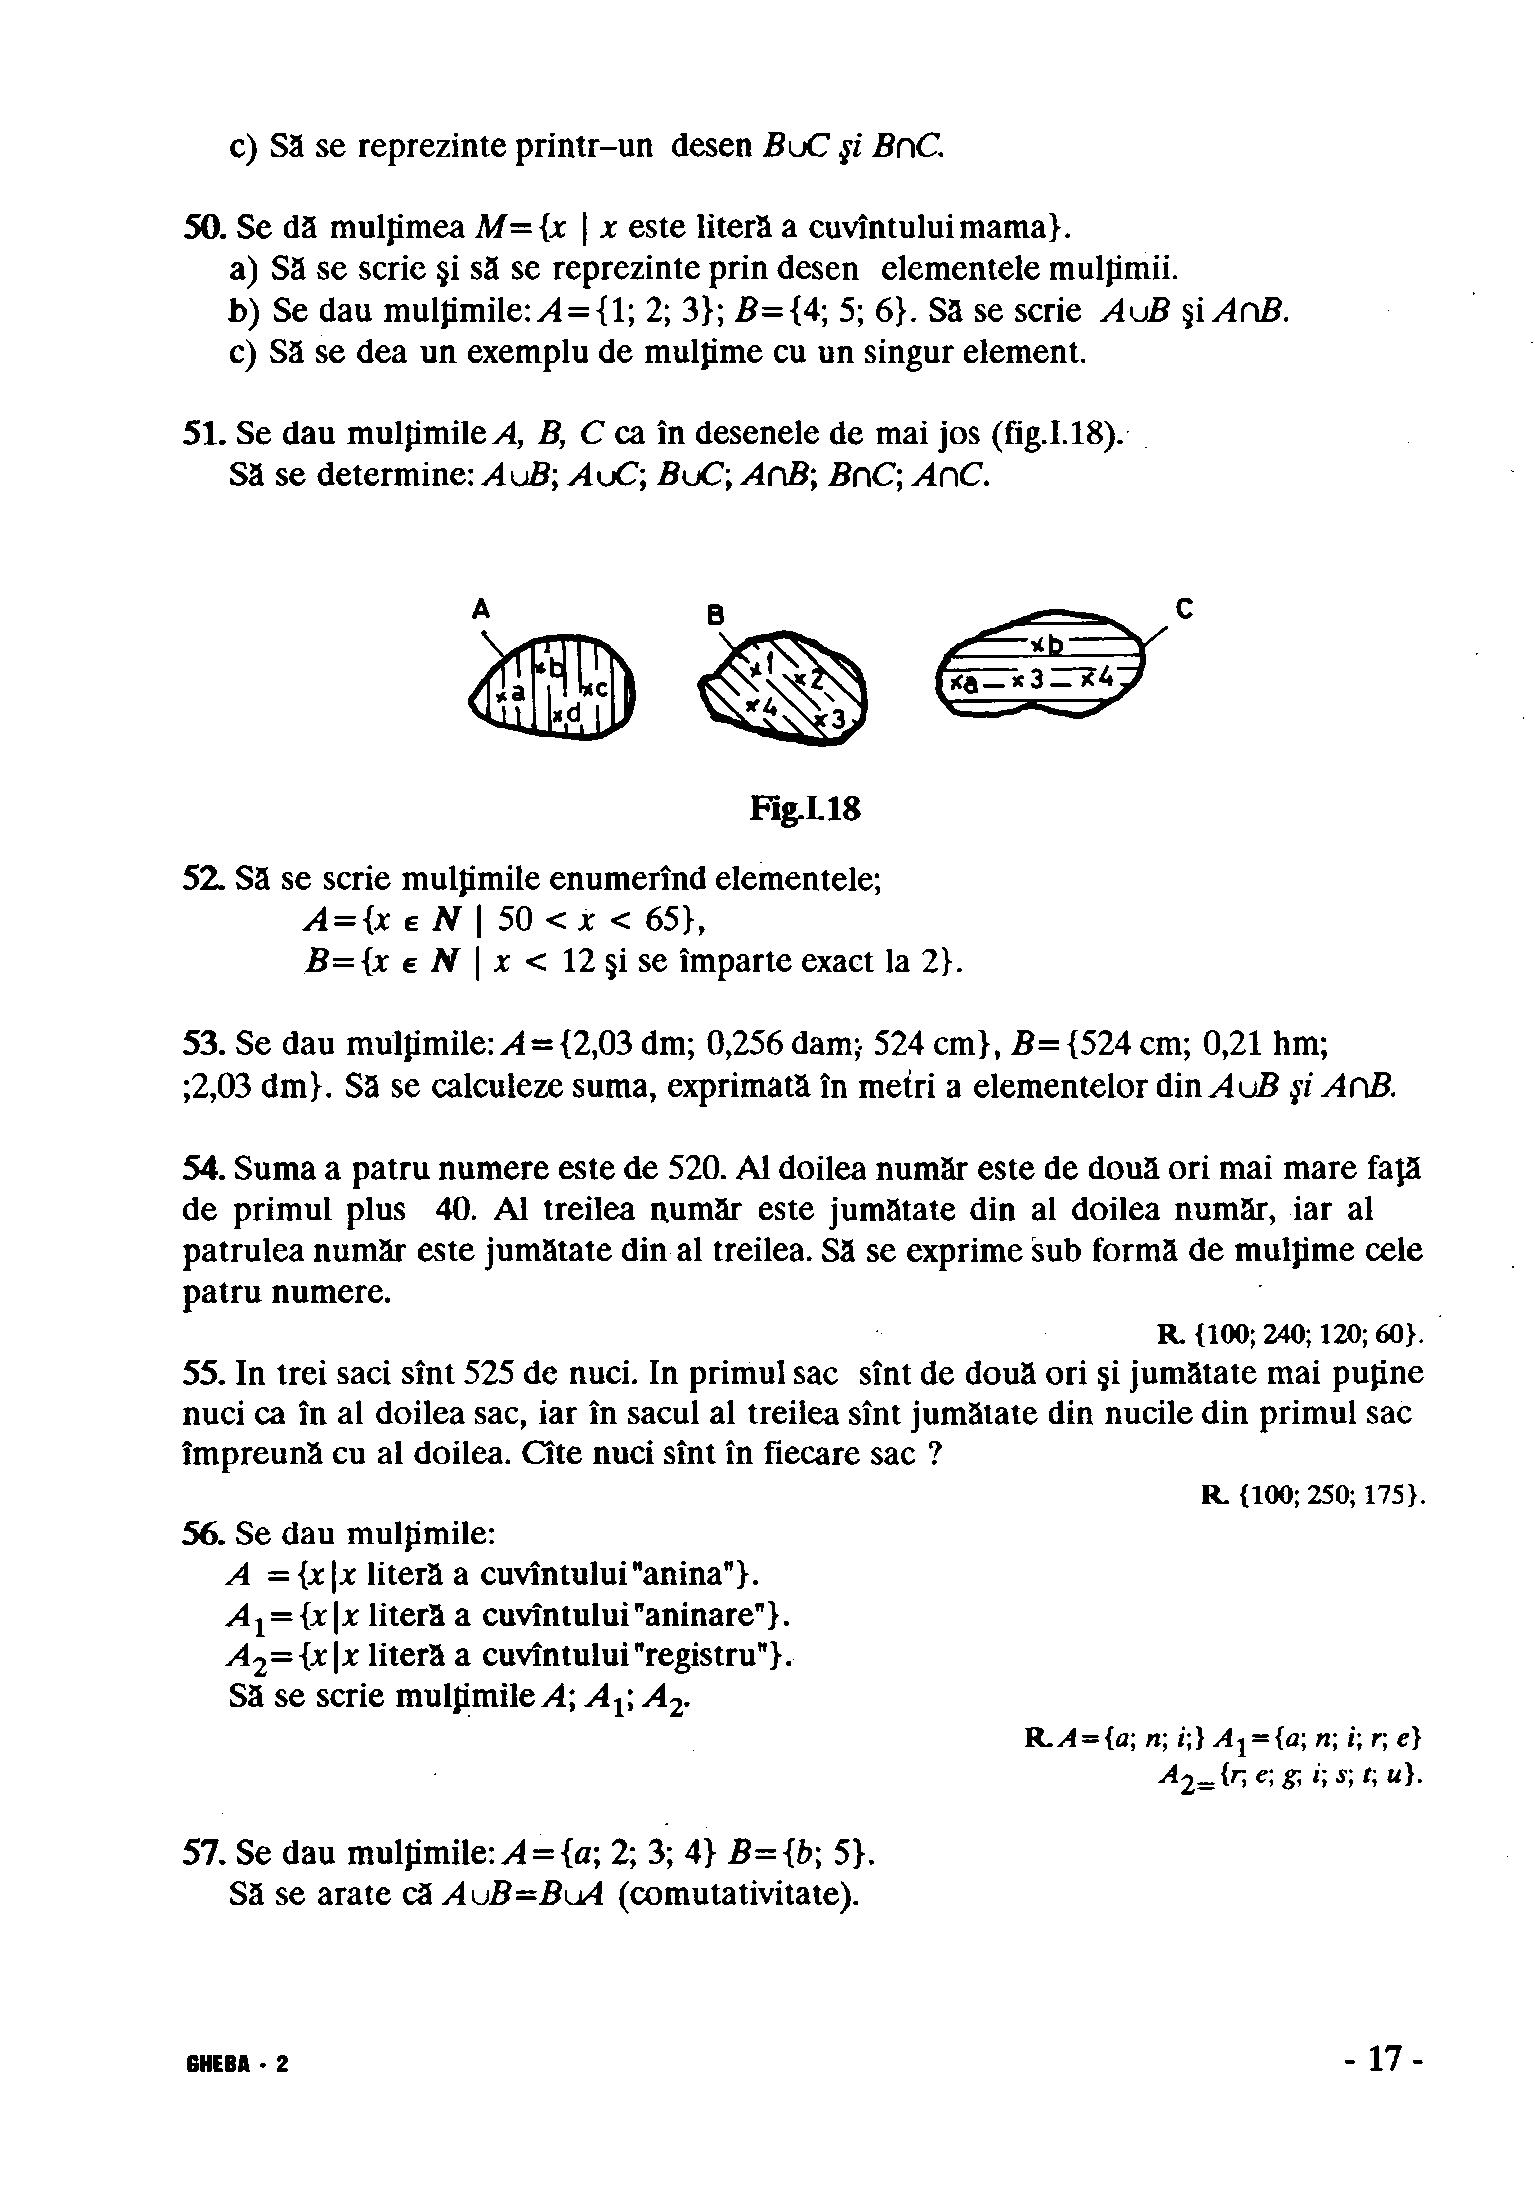 c) Să se reprezinte printr-un desen B∪C şi B∩C.
50. Se dă mulţimea M={x | x este literă a cuvîntului mama}.
a) Să se scrie şi să se reprezinte prin desen elementele mulţimii.
b) Se dau mulţimile: A={1; 2; 3}; B={4; 5; 6}. Să se scrie A∪B şi A∩B.
c) Să se dea un exemplu de mulţime cu un singur element.
51. Se dau mulţimile A, B, C ca în desenele de mai jos (fig.I.18).
Să se determine: A∪B; A∪C; B∪C; A∩B; B∩C; A∩C.
A B C
xb x1 x2 xb
xa xc x4 x3 xa x3 x4
xd
Fig.I.18
52. Să se scrie mulţimile enumerînd elementele;
A={x ϵ N | 50 < x < 65},
B={x ϵ N | x < 12 şi se împarte exact la 2}.
53. Se dau mulţimile: A={2,03 dm; 0,256 dam; 524 cm}, B={524 cm; 0,21 hm;
;2,03 dm}. Să se calculeze suma, exprimată în metri a elementelor din A∪B şi A∩B.
54. Suma a patru numere este de 520. Al doilea număr este de două ori mai mare faţă
de primul plus 40. Al treilea număr este jumătate din al doilea număr, iar al
patrulea număr este jumătate din al treilea. Să se exprime sub formă de mulţime cele
patru numere.
R. {100; 240; 120; 60}.
55. In trei saci sînt 525 de nuci. In primul sac sînt de două ori şi jumătate mai puţine
nuci ca în al doilea sac, iar în sacul al treilea sînt jumătate din nucile din primul sac
împreună cu al doilea. Cîte nuci sînt în fiecare sac ?
R. {100; 250; 175}.
56. Se dau mulţimile:
A ={x|x literă a cuvîntului "anina"}.
A₁={x|x literă a cuvîntului "aninare"}.
A₂={x|x literă a cuvîntului "registru"}.
Să se scrie mulţimile A; A₁; A₂.
R. A={a; n; i;} A₁={a; n; i; r; e}
A₂={r; e; g; i; s; t; u}.
57. Se dau mulţimile: A={a; 2; 3; 4} B={b; 5}.
Să se arate că A∪B=B∪A (comutativitate).
GHEBA · 2
- 17 -